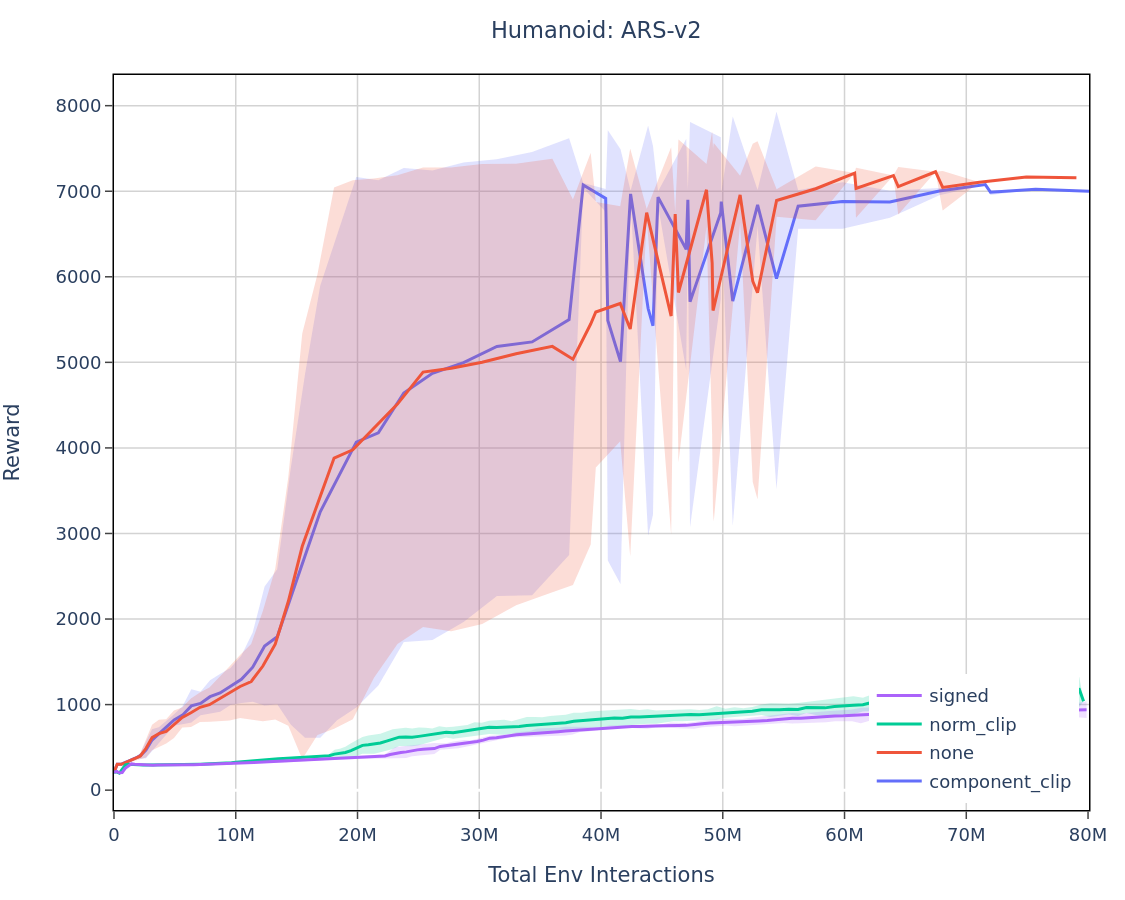 Humanoid: ARS-v2
Reward
8000
7000
6000
5000
4000
3000
2000
1000
0
0 10M 20M 30M 40M 50M 60M 70M 80M
Total Env Interactions
signed
norm_clip
none
component_clip